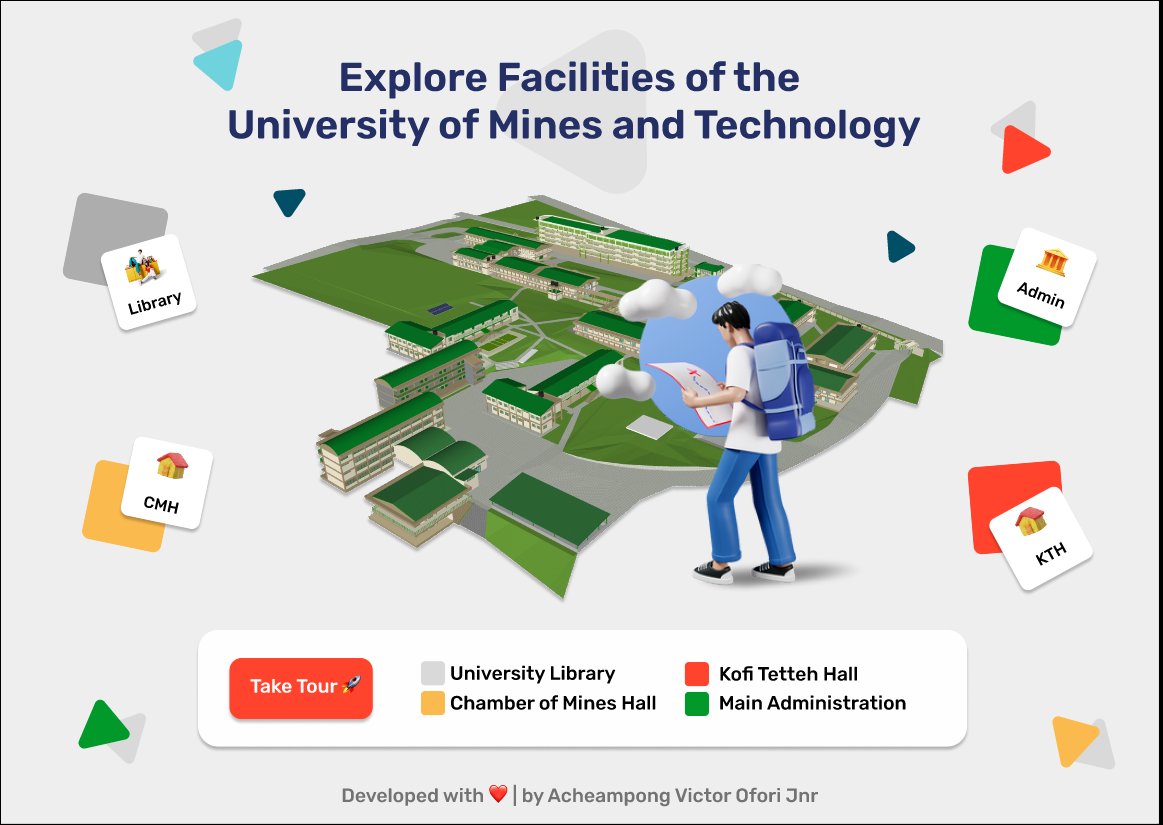 Explore Facilities of the
University of Mines and Technology
Library
Admin
CMH
KTH
Take Tour 🚀
University Library
Chamber of Mines Hall
Kofi Tetteh Hall
Main Administration
Developed with ❤️ | by Acheampong Victor Ofori Jnr